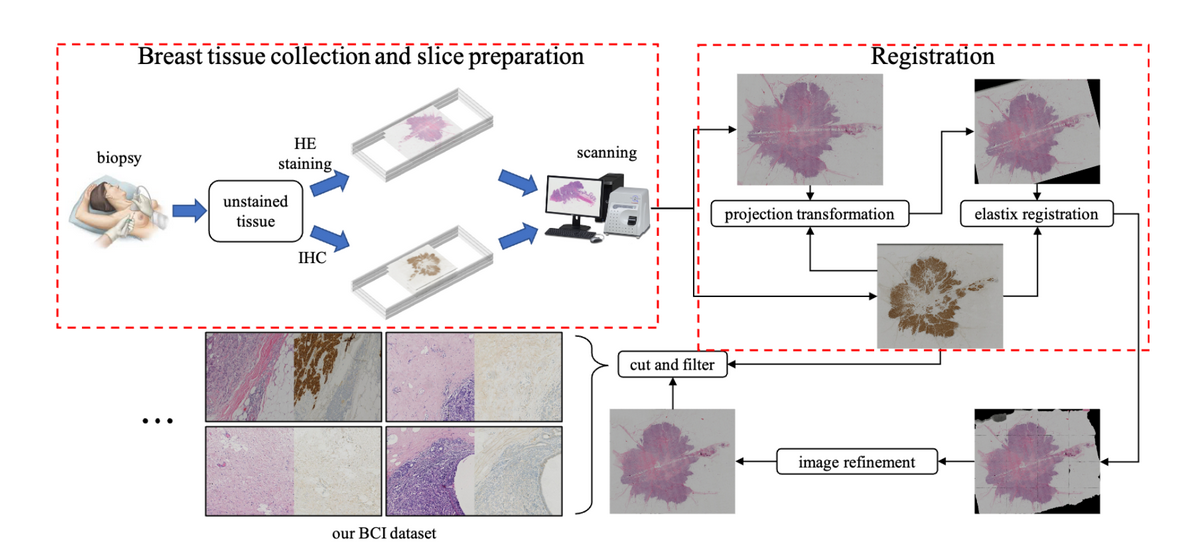 Breast tissue collection and slice preparation
Registration
biopsy
HE
staining
unstained
tissue
IHC
scanning
projection transformation
elastix registration
cut and filter
image refinement
...
our BCI dataset